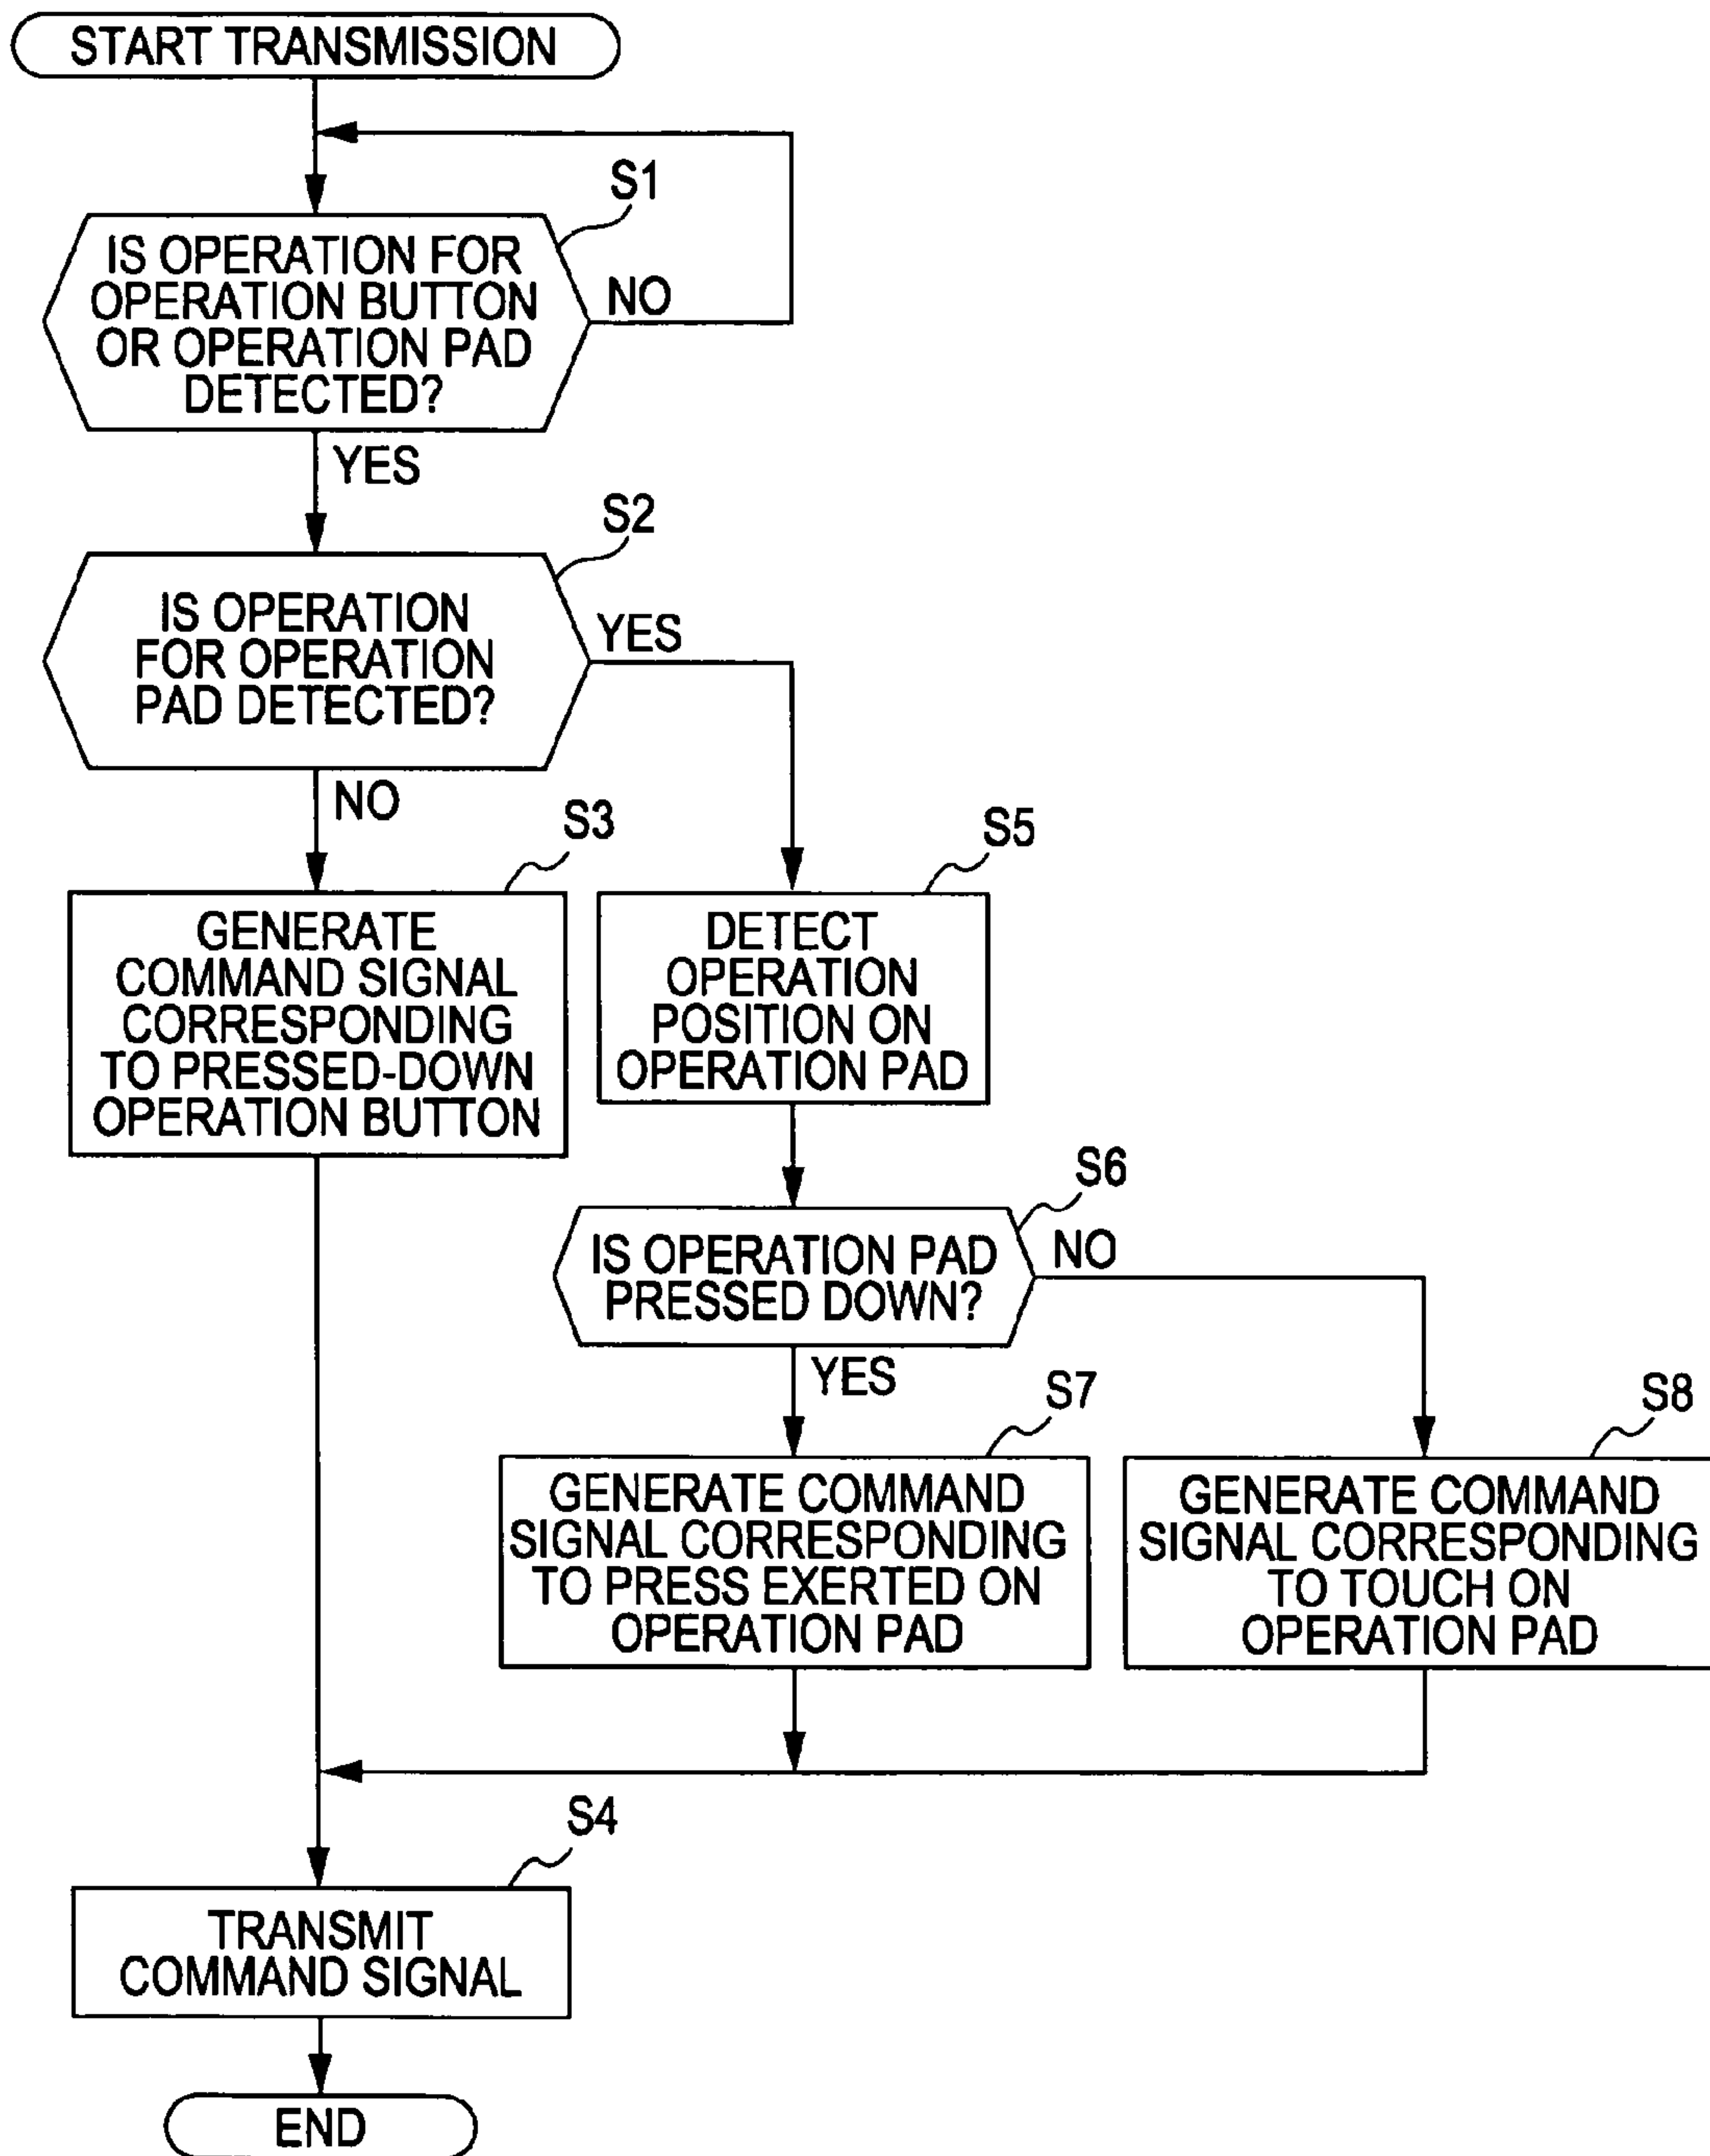 START TRANSMISSION
S1
IS OPERATION FOR
OPERATION BUTTON
OR OPERATION PAD
DETECTED?
NO
YES
S2
IS OPERATION
FOR OPERATION
PAD DETECTED?
YES
NO
S3
GENERATE
COMMAND SIGNAL
CORRESPONDING
TO PRESSED-DOWN
OPERATION BUTTON
S5
DETECT
OPERATION
POSITION ON
OPERATION PAD
S6
IS OPERATION PAD
PRESSED DOWN?
NO
YES
S7
GENERATE COMMAND
SIGNAL CORRESPONDING
TO PRESS EXERTED ON
OPERATION PAD
S8
GENERATE COMMAND
SIGNAL CORRESPONDING
TO TOUCH ON
OPERATION PAD
S4
TRANSMIT
COMMAND SIGNAL
END